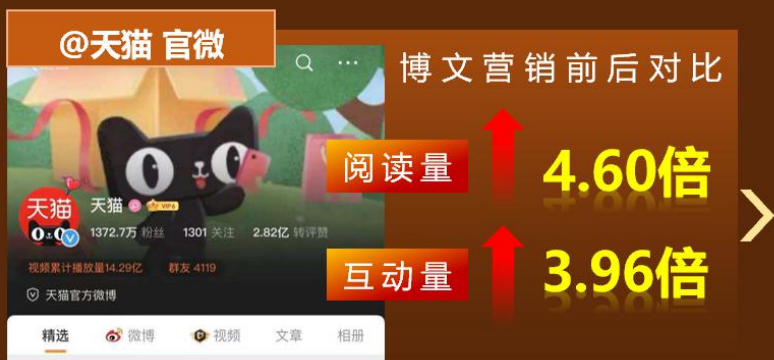 @天猫 官微
博文营销前后对比
阅读量
4.60倍
天猫
天猫 VIP6
1372.7万 粉丝 1301 关注 2.82亿 转评赞
视频累计播放量14.29亿 群友 4119
天猫官方微博
互动量
3.96倍
精选 微博 视频 文章 相册